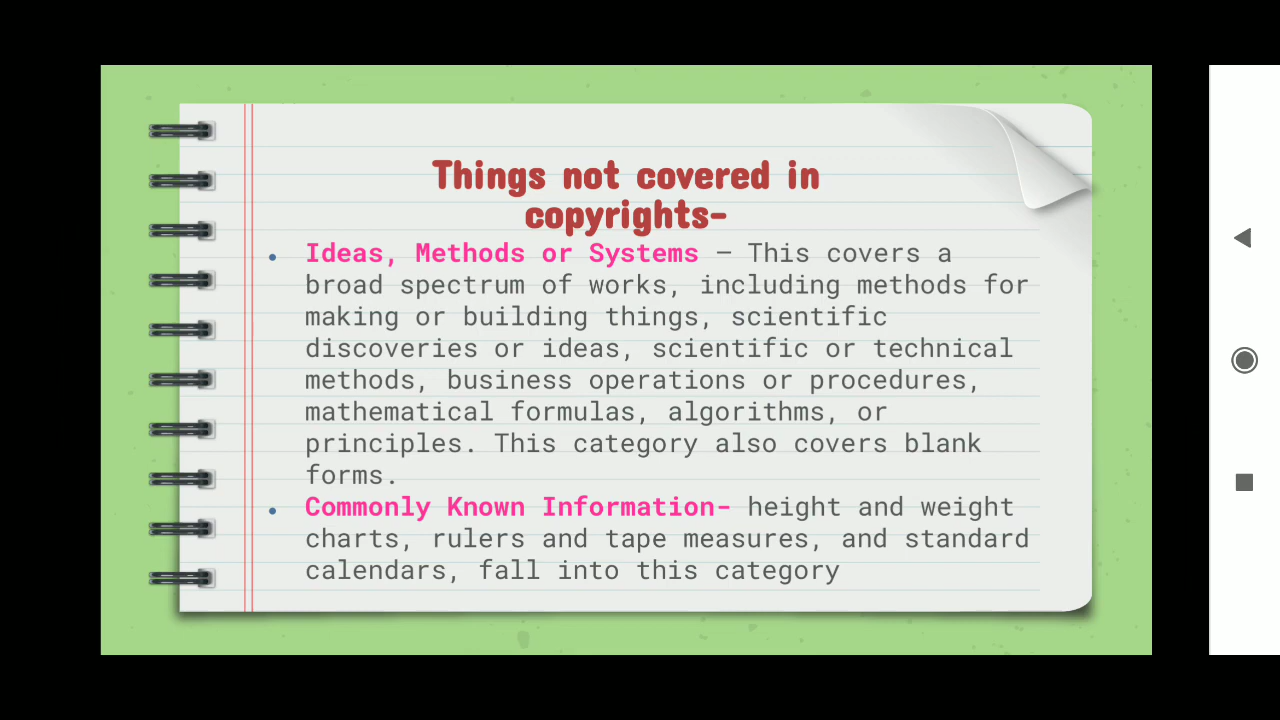 Things not covered in
copyrights-
• Ideas, Methods or Systems – This covers a
broad spectrum of works, including methods for
making or building things, scientific
discoveries or ideas, scientific or technical
methods, business operations or procedures,
mathematical formulas, algorithms, or
principles. This category also covers blank
forms.
• Commonly Known Information- height and weight
charts, rulers and tape measures, and standard
calendars, fall into this category